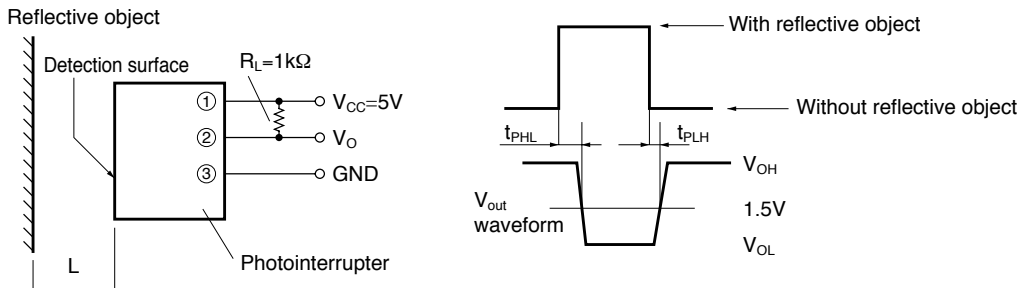 Reflective object
Detection surface
R_L=1kΩ
① V_CC=5V
② V_O
③ GND
Photointerrupter
L
With reflective object
Without reflective object
t_PHL t_PLH
V_OH
V_out
waveform
1.5V
V_OL